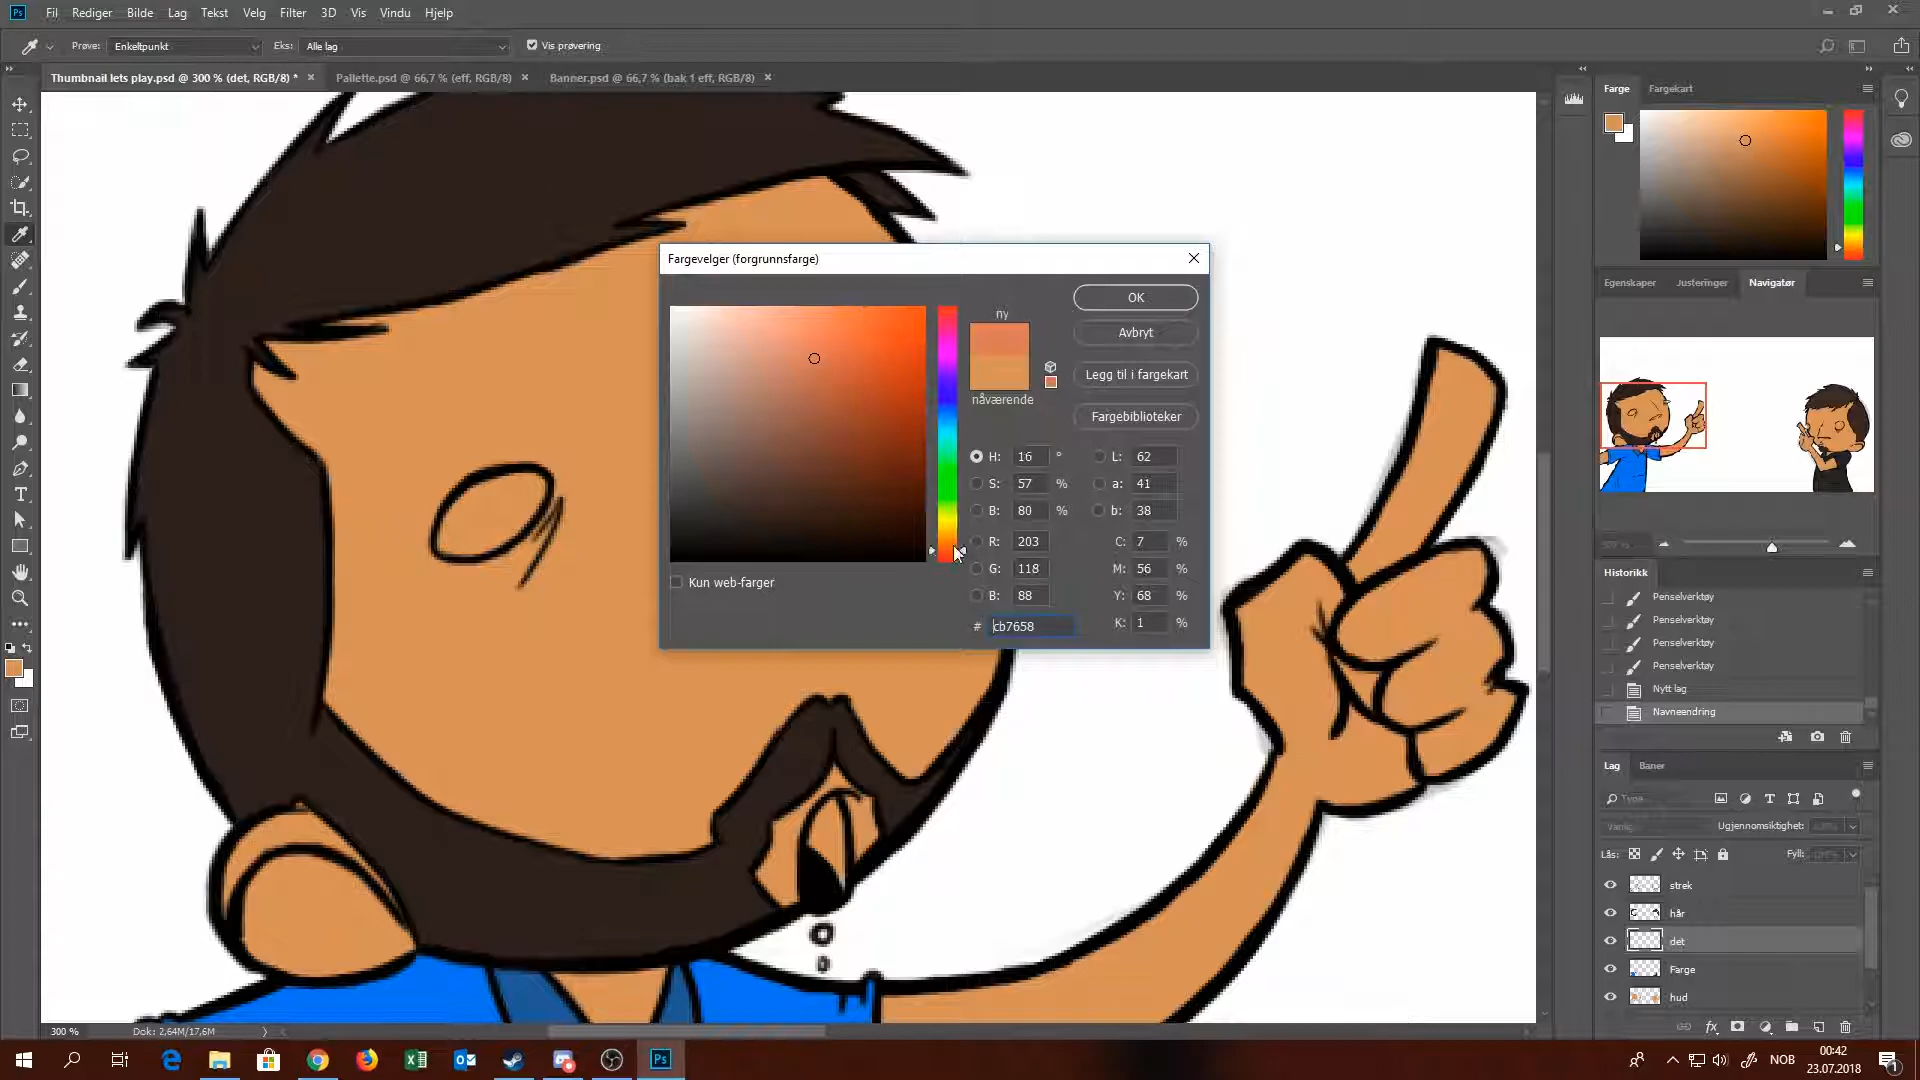 Ps Fil Rediger Bilde Lag Tekst Velg Filter 3D Vis Vindu Hjelp
Prøve: Enkeltpunkt Eks: Alle lag Vis prøvering
Thumbnail lets play.psd @ 300 % (det, RGB/8) * Pallette.psd @ 66,7 % (eff, RGB/8) Banner.psd @ 66,7 % (bak 1 eff, RGB/8)
Farge Fargekart
Fargevelger (forgrunnsfarge)
ny
nåværende
OK
Avbryt
Legg til i fargekart
Fargebiblioteker
H: 16 ° L: 62
S: 57 % a: 41
B: 80 % b: 38
R: 203 C: 7 %
G: 118 M: 56 %
B: 88 Y: 68 %
# cb7658 K: 1 %
Kun web-farger
Egenskaper Justeringer Navigatør
Historikk
Penselverktøy
Penselverktøy
Penselverktøy
Penselverktøy
Nytt lag
Navneendring
Lag Baner
Type
Vanlig Ugjennomsiktighet:
Lås: Fyll:
strek
hår
det
Farge
hud
300 % Dok: 2,64M/17,6M
NOB
00:42
23.07.2018